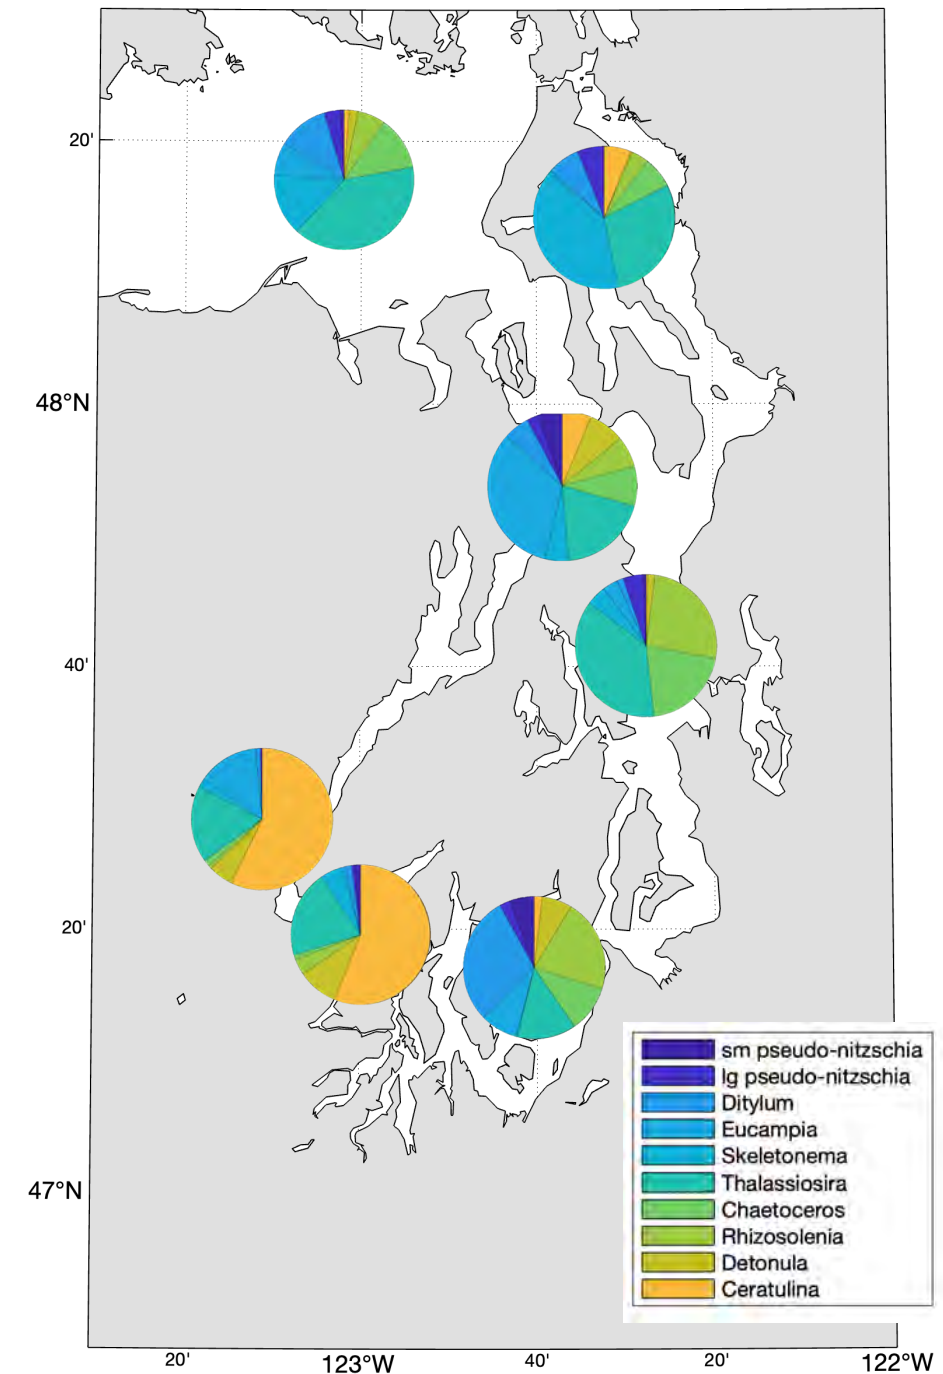 20'
48°N
40'
20'
47°N
sm pseudo-nitzschia
lg pseudo-nitzschia
Ditylum
Eucampia
Skeletonema
Thalassiosira
Chaetoceros
Rhizosolenia
Detonula
Ceratulina
20'
123°W
40'
20'
122°W